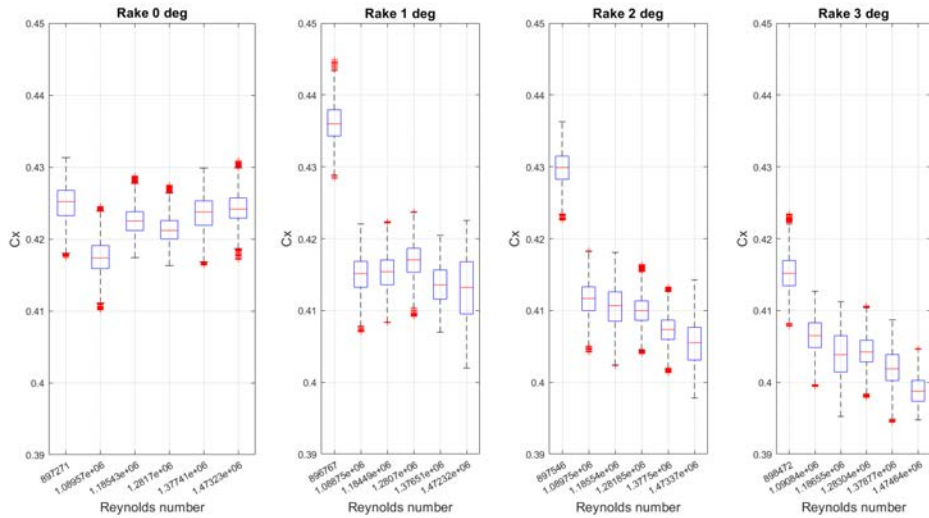 Rake 0 deg
0.45
0.44
0.43
0.42
0.41
0.4
0.39
Cx
897271
1.08957e+06
1.18543e+06
1.2817e+06
1.37741e+06
1.47323e+06
Reynolds number
Rake 1 deg
0.45
0.44
0.43
0.42
0.41
0.4
0.39
Cx
896767
1.08875e+06
1.18449e+06
1.2807e+06
1.37651e+06
1.47232e+06
Reynolds number
Rake 2 deg
0.45
0.44
0.43
0.42
0.41
0.4
0.39
Cx
897546
1.08975e+06
1.18554e+06
1.28185e+06
1.3775e+06
1.47337e+06
Reynolds number
Rake 3 deg
0.45
0.44
0.43
0.42
0.41
0.4
0.39
Cx
898472
1.09084e+06
1.18655e+06
1.28304e+06
1.37877e+06
1.47464e+06
Reynolds number